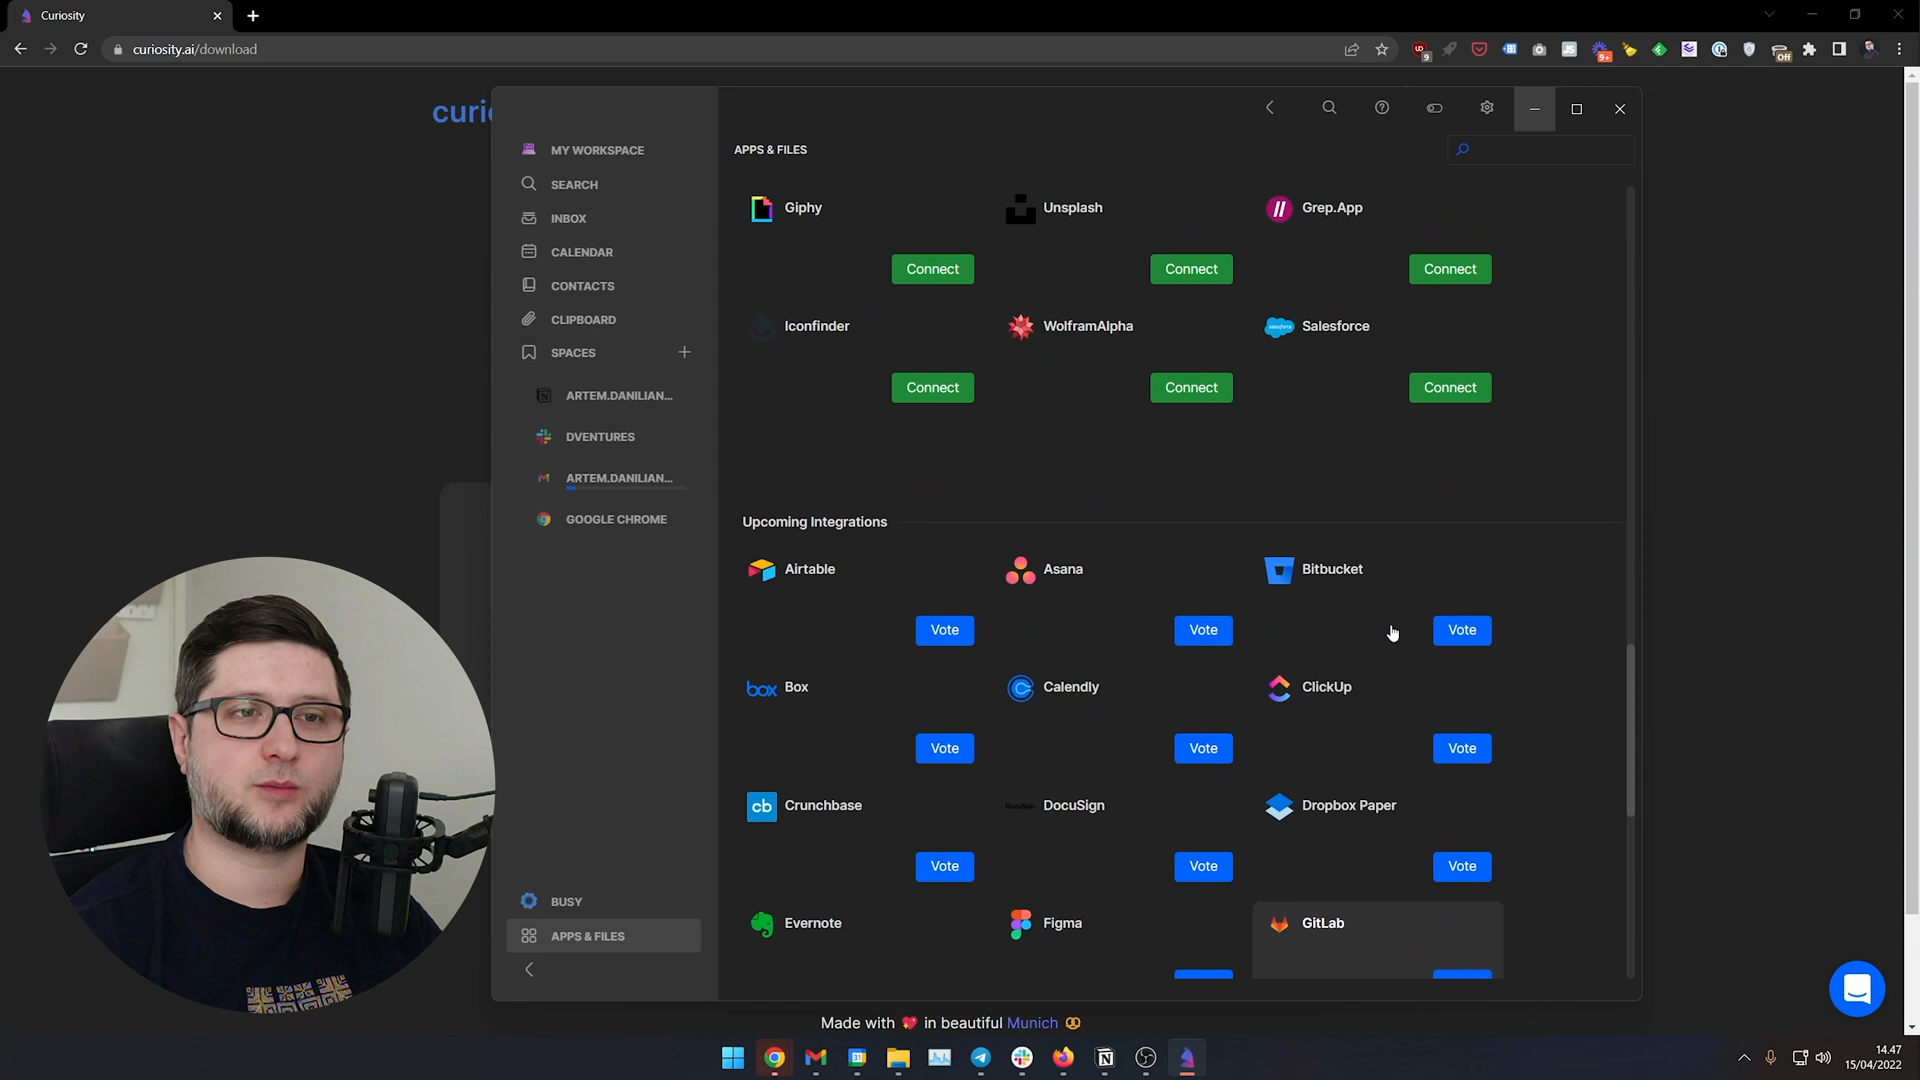 Curiosity
curiosity.ai/download
9
9+
Off
curi
MY WORKSPACE
SEARCH
INBOX
CALENDAR
CONTACTS
CLIPBOARD
SPACES
ARTEM.DANILIAN...
DVENTURES
ARTEM.DANILIAN...
GOOGLE CHROME
BUSY
APPS & FILES
APPS & FILES
Giphy
Unsplash
Grep.App
Connect
Connect
Connect
Iconfinder
WolframAlpha
Salesforce
Connect
Connect
Connect
Upcoming Integrations
Airtable
Asana
Bitbucket
Vote
Vote
Vote
box
Box
Calendly
ClickUp
Vote
Vote
Vote
cb
Crunchbase
DocuSign
Dropbox Paper
Vote
Vote
Vote
Evernote
Figma
GitLab
Made with in beautiful Munich
14.47
15/04/2022